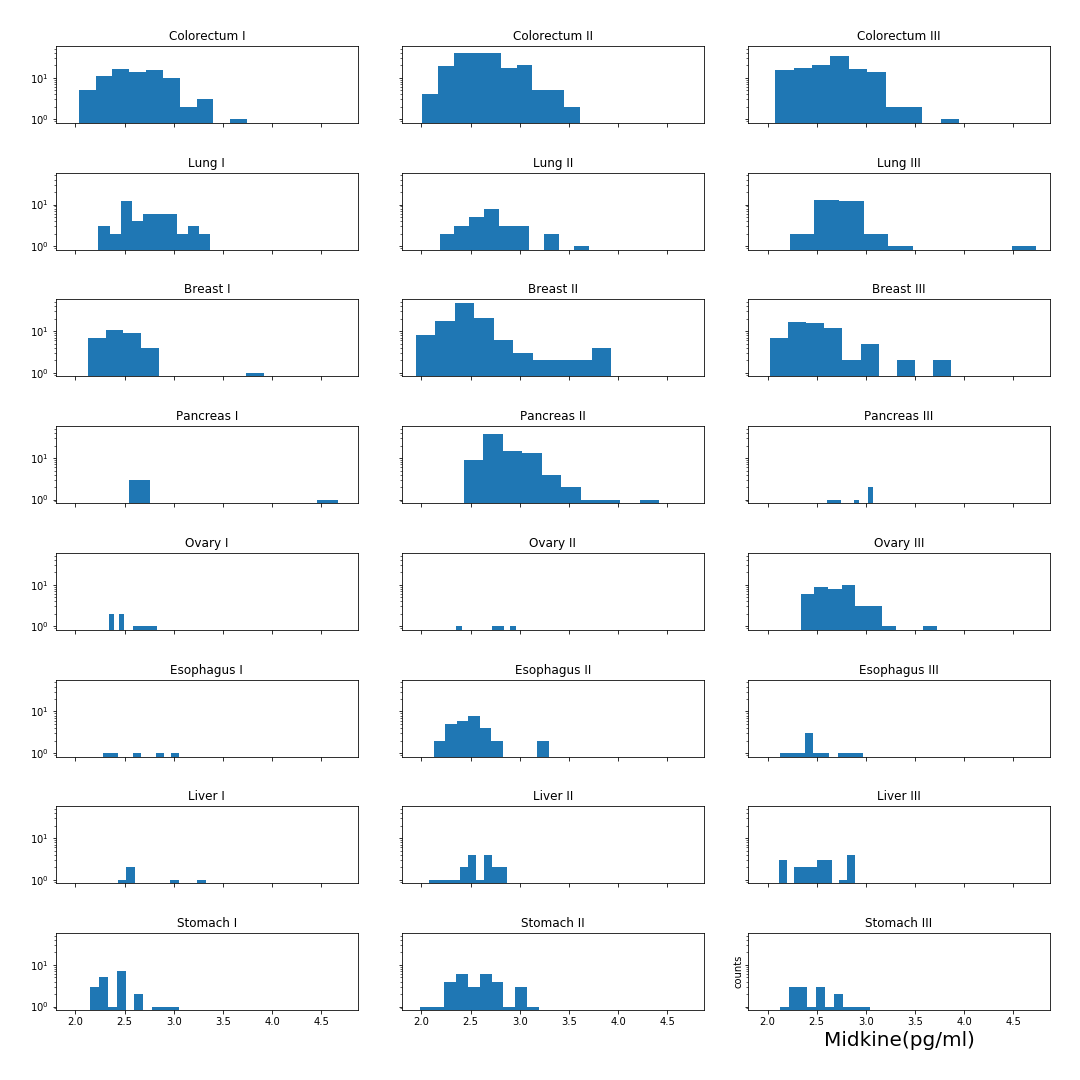 Colorectum I
Colorectum II
Colorectum III
10¹
10⁰
Lung I
Lung II
Lung III
10¹
10⁰
Breast I
Breast II
Breast III
10¹
10⁰
Pancreas I
Pancreas II
Pancreas III
10¹
10⁰
Ovary I
Ovary II
Ovary III
10¹
10⁰
Esophagus I
Esophagus II
Esophagus III
10¹
10⁰
Liver I
Liver II
Liver III
10¹
10⁰
Stomach I
Stomach II
Stomach III
10¹
10⁰
counts
2.0 2.5 3.0 3.5 4.0 4.5
2.0 2.5 3.0 3.5 4.0 4.5
2.0 2.5 3.0 3.5 4.0 4.5
Midkine(pg/ml)